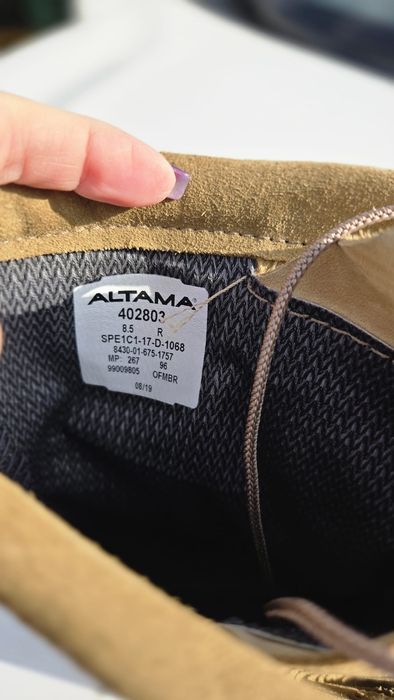 ALTAMA
402803
8.5 R
SPE1C1-17-D-1068
8430-01-675-1757
MP: 267 96
99009805 OFMBR
08/19